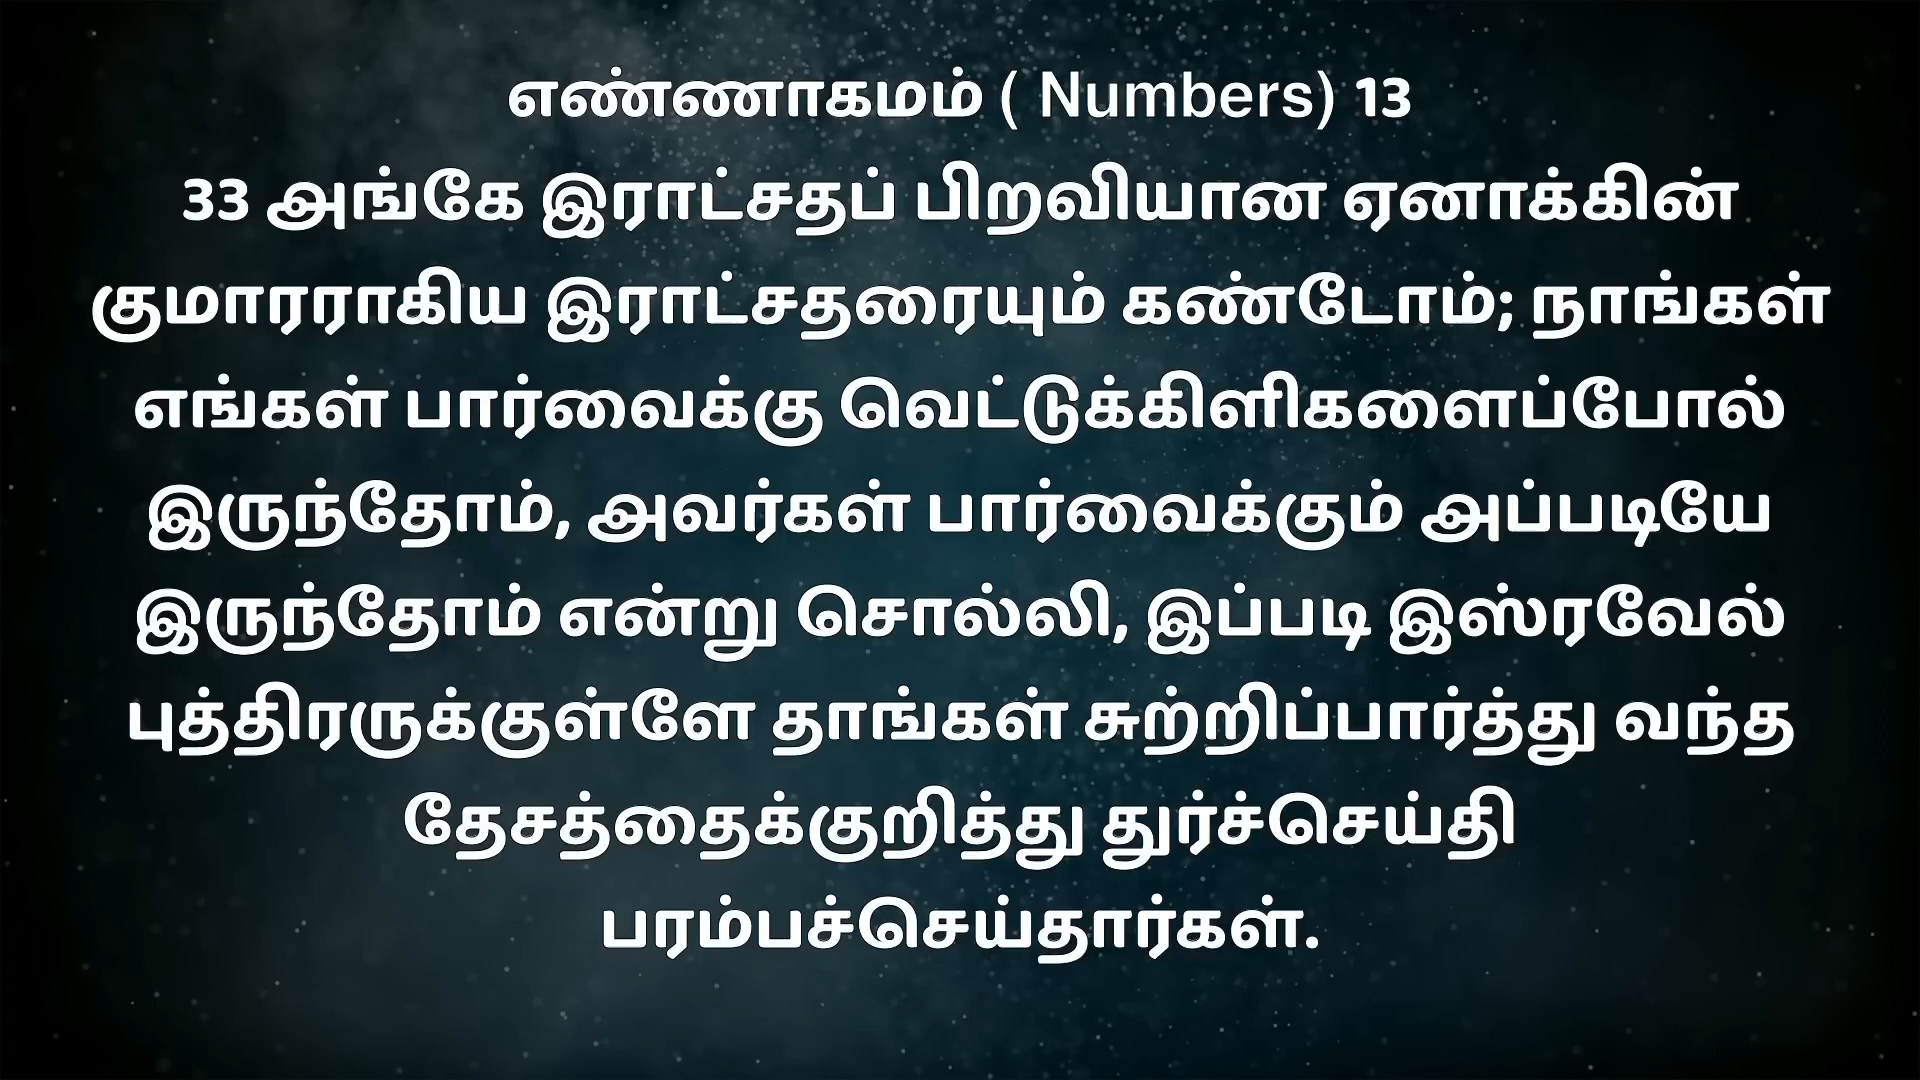 எண்ணாகமம் ( Numbers) 13
33 அங்கே இராட்சதப் பிறவியான ஏனாக்கின்
குமாரராகிய இராட்சதரையும் கண்டோம்; நாங்கள்
எங்கள் பார்வைக்கு வெட்டுக்கிளிகளைப்போல்
இருந்தோம், அவர்கள் பார்வைக்கும் அப்படியே
இருந்தோம் என்று சொல்லி, இப்படி இஸ்ரவேல்
புத்திரருக்குள்ளே தாங்கள் சுற்றிப்பார்த்து வந்த
தேசத்தைக்குறித்து துர்ச்செய்தி
பரம்பச்செய்தார்கள்.